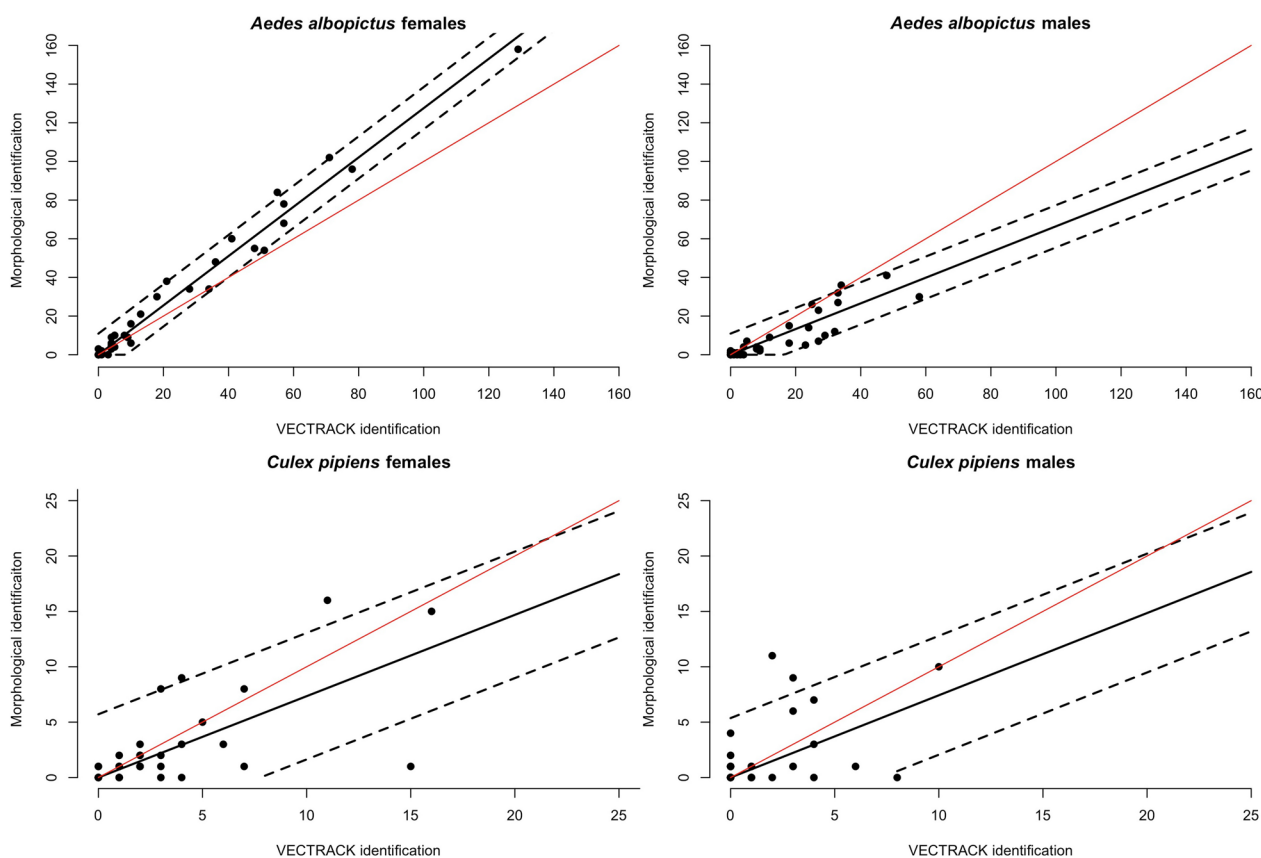 Aedes albopictus females
Aedes albopictus males
160
140
120
100
80
60
40
20
0
Morphological identificaiton
0 20 40 60 80 100 120 140 160
VECTRACK identification
160
140
120
100
80
60
40
20
0
Morphological identificaiton
0 20 40 60 80 100 120 140 160
VECTRACK identification
Culex pipiens females
Culex pipiens males
25
20
15
10
5
0
Morphological identificaiton
0 5 10 15 20 25
VECTRACK identification
25
20
15
10
5
0
Morphological identificaiton
0 5 10 15 20 25
VECTRACK identification